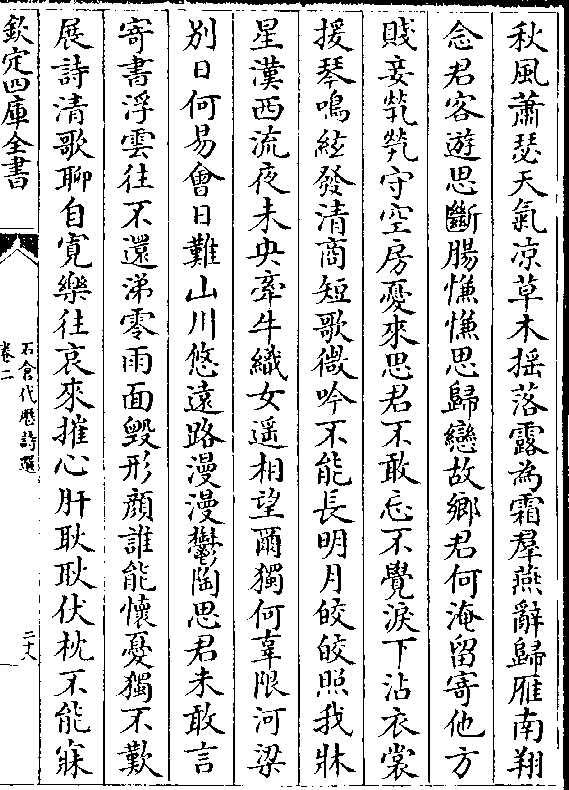 秋風蕭瑟天氣凉草木揺落露為霜羣燕辭歸雁南翔
念君客遊思斷腸慊慊思歸戀故鄉君何淹留寄他方
賤妾煢煢守空房憂來思君不敢忘不覺淚下沾衣裳
援琴鳴絃發清商短歌微吟不能長明月皎皎照我牀
星漢西流夜未央牽牛織女遥相望爾獨何辜限河梁
別日何易會日難山川悠遠路漫漫鬱陶思君未敢言
寄書浮雲往不還涕零雨面毀形顔誰能懷憂獨不歎
展詩清歌聊自寛樂往哀來摧心肝耿耿伏枕不能寐
欽定四庫全書
石倉厯代詩選
卷二
二十八